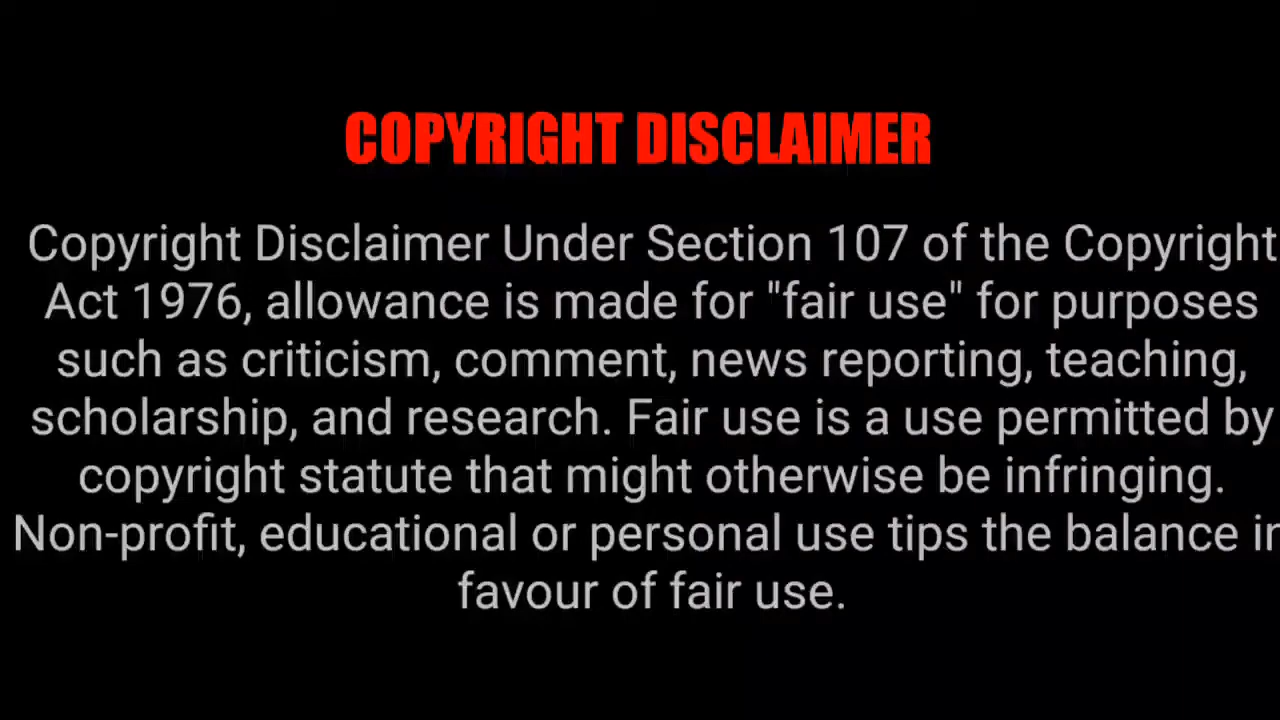 COPYRIGHT DISCLAIMER
Copyright Disclaimer Under Section 107 of the Copyright
Act 1976, allowance is made for "fair use" for purposes
such as criticism, comment, news reporting, teaching,
scholarship, and research. Fair use is a use permitted by
copyright statute that might otherwise be infringing.
Non-profit, educational or personal use tips the balance in
favour of fair use.